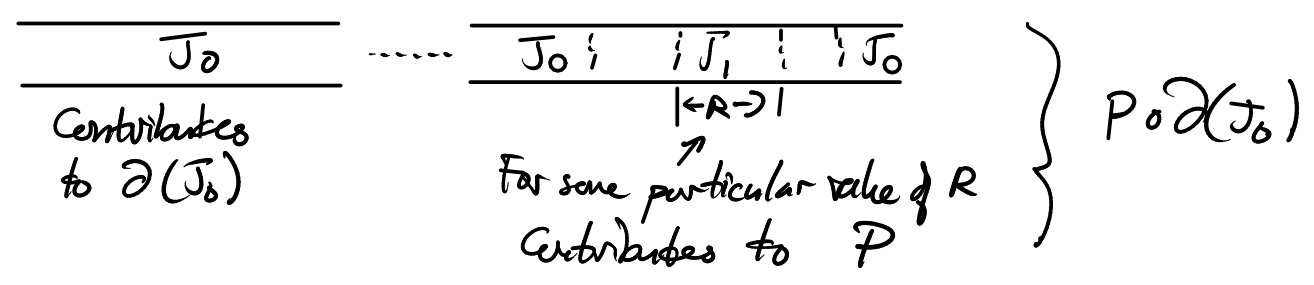 J₀ ...... J₀ ¦ ¦ J₁ ¦ ¦ J₀
|←R→|
Contributes
to ∂(J₀)
For some particular value of R
Contributes to P
P∘∂(J₀)